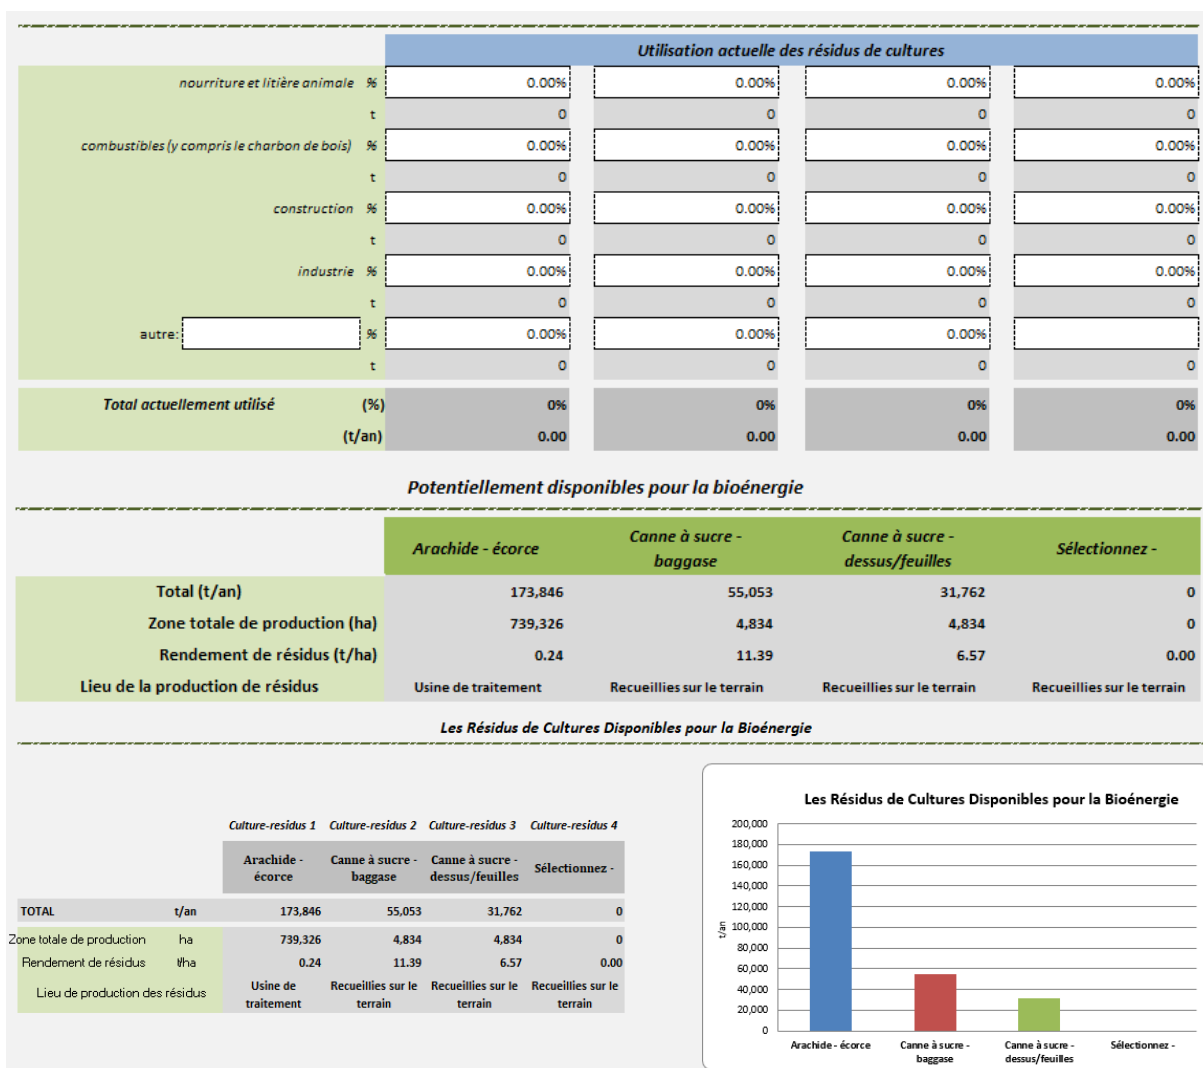 Utilisation actuelle des résidus de cultures
nourriture et litière animale % 0.00% 0.00% 0.00% 0.00%
t 0 0 0 0
combustibles (y compris le charbon de bois) % 0.00% 0.00% 0.00% 0.00%
t 0 0 0 0
construction % 0.00% 0.00% 0.00% 0.00%
t 0 0 0 0
industrie % 0.00% 0.00% 0.00% 0.00%
t 0 0 0 0
autre: % 0.00% 0.00% 0.00%
t 0 0 0 0
Total actuellement utilisé (%) 0% 0% 0% 0%
(t/an) 0.00 0.00 0.00 0.00
Potentiellement disponibles pour la bioénergie
Arachide - écorce Canne à sucre - Canne à sucre - Sélectionnez -
baggase dessus/feuilles
Total (t/an) 173,846 55,053 31,762 0
Zone totale de production (ha) 739,326 4,834 4,834 0
Rendement de résidus (t/ha) 0.24 11.39 6.57 0.00
Lieu de la production de résidus Usine de traitement Recueillies sur le terrain Recueillies sur le terrain Recueillies sur le terrain
Les Résidus de Cultures Disponibles pour la Bioénergie
Culture-residus 1 Culture-residus 2 Culture-residus 3 Culture-residus 4
Arachide - Canne à sucre - Canne à sucre - Sélectionnez -
écorce baggase dessus/feuilles
TOTAL t/an 173,846 55,053 31,762 0
Zone totale de production ha 739,326 4,834 4,834 0
Rendement de résidus t/ha 0.24 11.39 6.57 0.00
Lieu de production des résidus Usine de Recueillies sur le Recueillies sur le Recueillies sur le
traitement terrain terrain terrain
Les Résidus de Cultures Disponibles pour la Bioénergie
200,000
180,000
160,000
140,000
120,000
100,000
80,000
60,000
40,000
20,000
0
t/an
Arachide - écorce Canne à sucre - Canne à sucre - Sélectionnez -
baggase dessus/feuilles